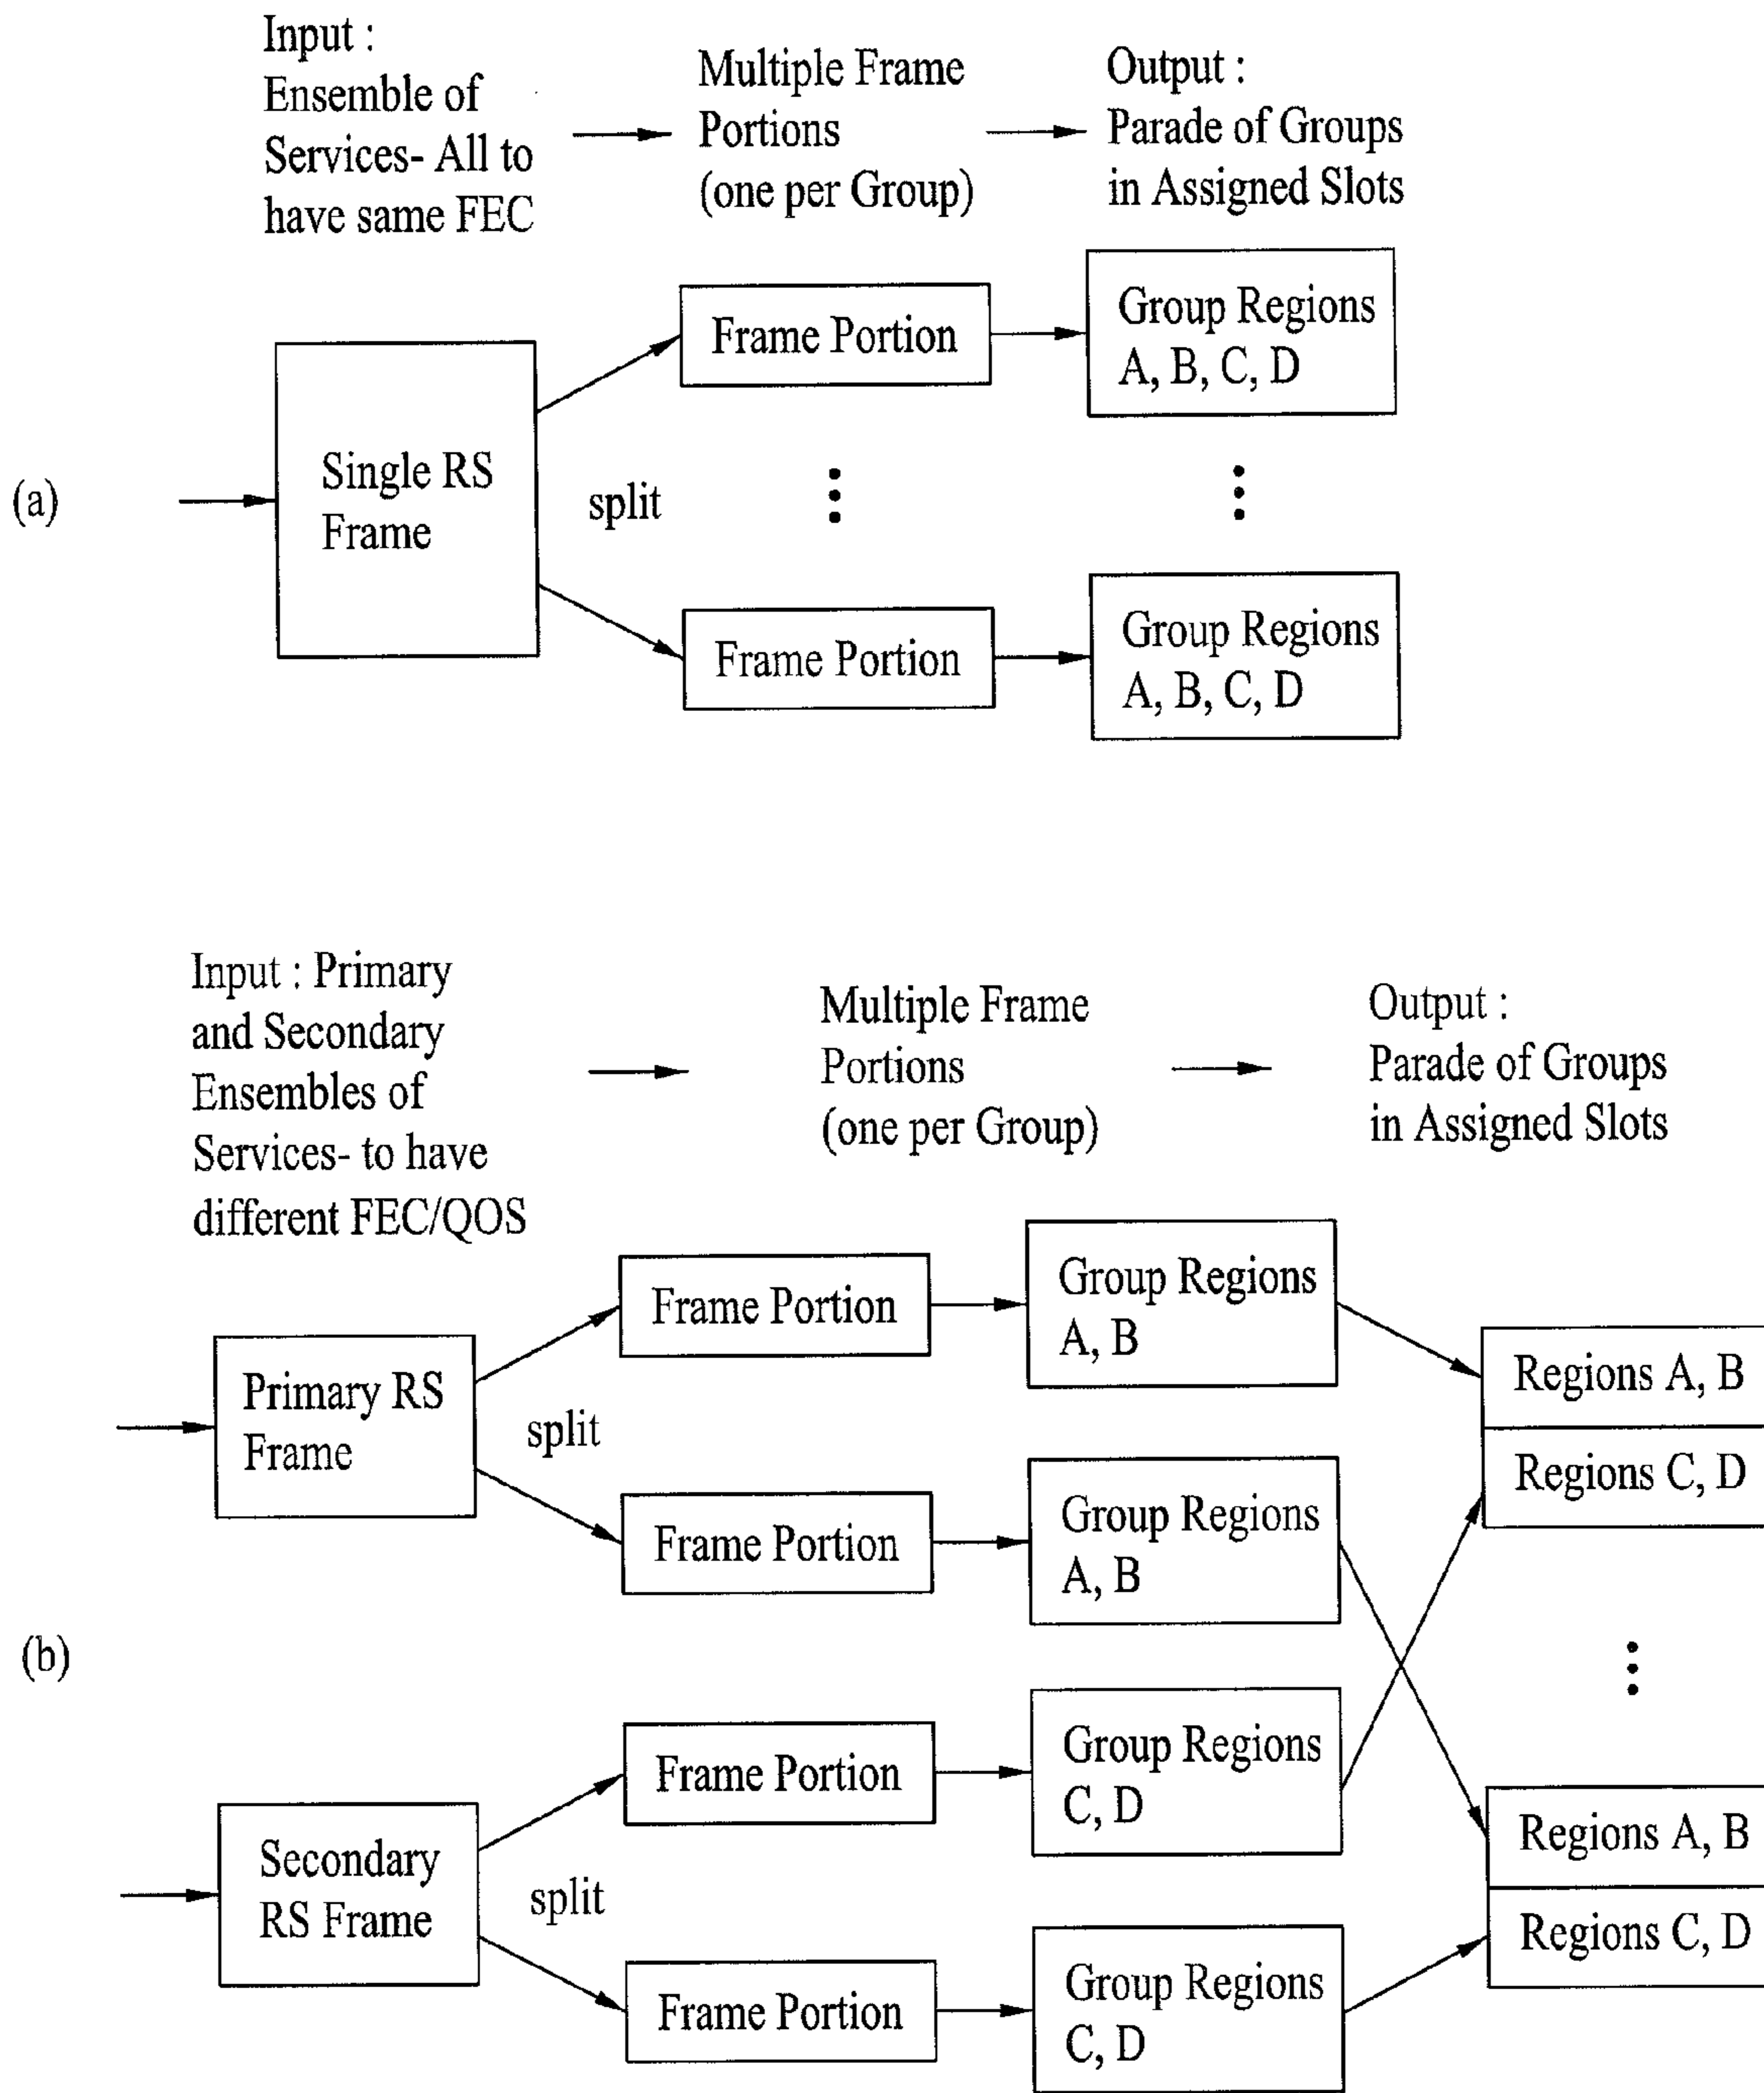 Input :
Ensemble of
Services- All to
have same FEC
Multiple Frame
Portions
(one per Group)
Output :
Parade of Groups
in Assigned Slots
(a)
Single RS
Frame
split
Frame Portion
Group Regions
A, B, C, D
Frame Portion
Group Regions
A, B, C, D
Input : Primary
and Secondary
Ensembles of
Services- to have
different FEC/QOS
Multiple Frame
Portions
(one per Group)
Output :
Parade of Groups
in Assigned Slots
(b)
Primary RS
Frame
split
Frame Portion
Group Regions
A, B
Frame Portion
Group Regions
A, B
Secondary
RS Frame
split
Frame Portion
Group Regions
C, D
Frame Portion
Group Regions
C, D
Regions A, B
Regions C, D
Regions A, B
Regions C, D